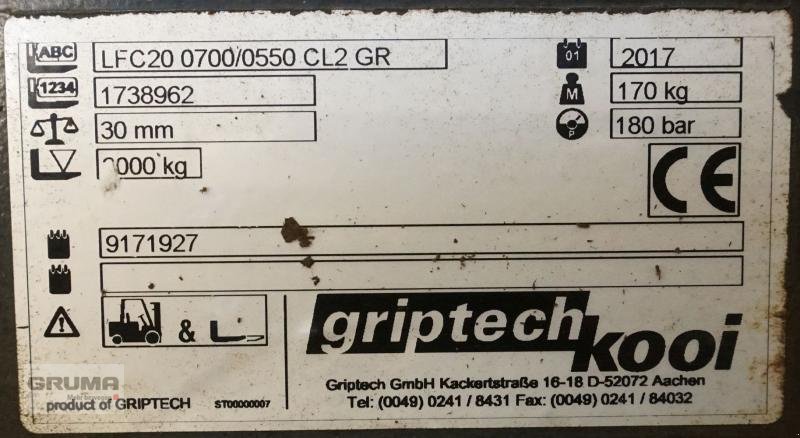 ABC LFC20 0700/0550 CL2 GR 01 2017
1234 1738962 M 170 kg
30 mm P 180 bar
000 kg
CE
9171927
&
griptech
kooi
Griptech GmbH Kackertstraße 16-18 D-52072 Aachen
Tel: (0049) 0241 / 8431 Fax: (0049) 0241 / 84032
GRUMA
Mehr bewegen
product of GRIPTECH ST00000007